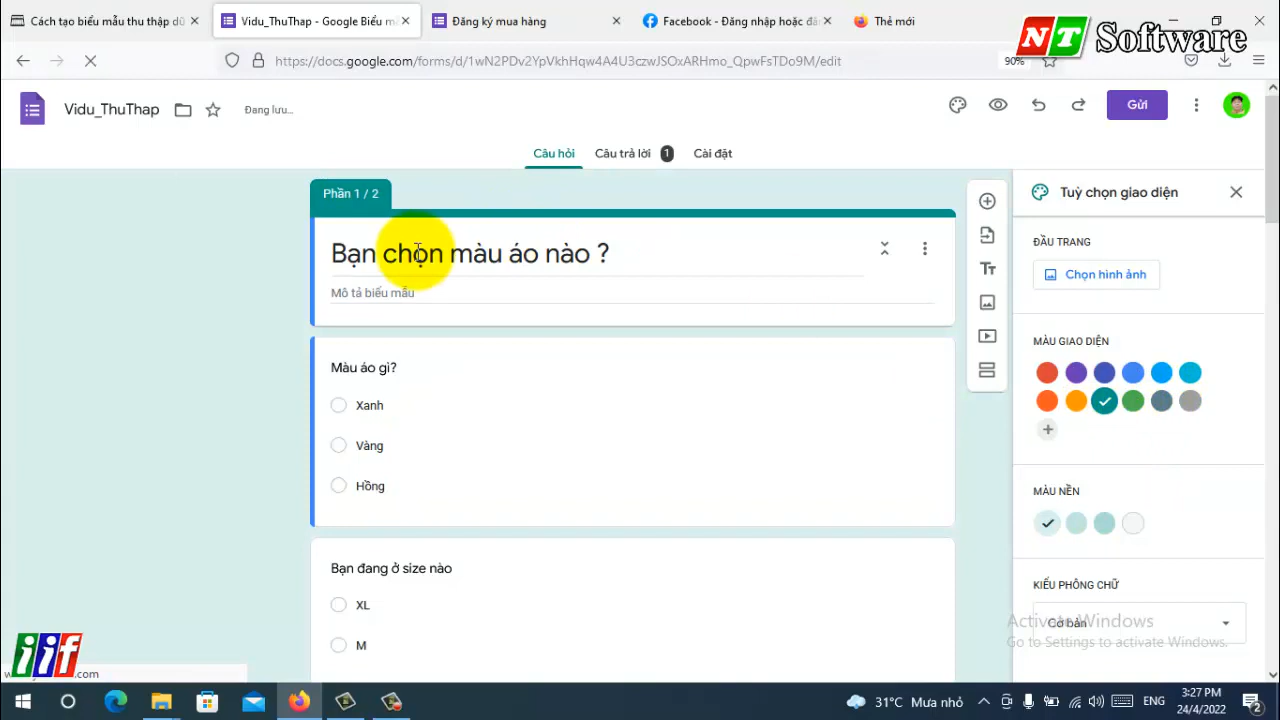 Cách tạo biểu mẫu thu thập dữ
Vidu_ThuThap - Google Biểu m
Đăng ký mua hàng
Facebook - Đăng nhập hoặc đă
Thẻ mới
NT Software
google.com/forms/d/1wN2PDv2YpVkhHqw4A4U3czwJSOxARHmo_QpwFsTDo9M/edit
90%
Vidu_ThuThap
Đang lưu...
Gửi
Câu hỏi
Câu trả lời 1
Cài đặt
Phần 1 / 2
Bạn chọn màu áo nào ?
Mô tả biểu mẫu
Màu áo gì?
Xanh
Vàng
Hồng
Bạn đang ở size nào
XL
M
Tuỳ chọn giao diện
ĐẦU TRANG
Chọn hình ảnh
MÀU GIAO DIỆN
MÀU NỀN
KIỂU PHÔNG CHỮ
Cơ bản
Activate Windows
Go to Settings to activate Windows.
iif
.com
31°C Mưa nhỏ
ENG
3:27 PM
24/4/2022
2